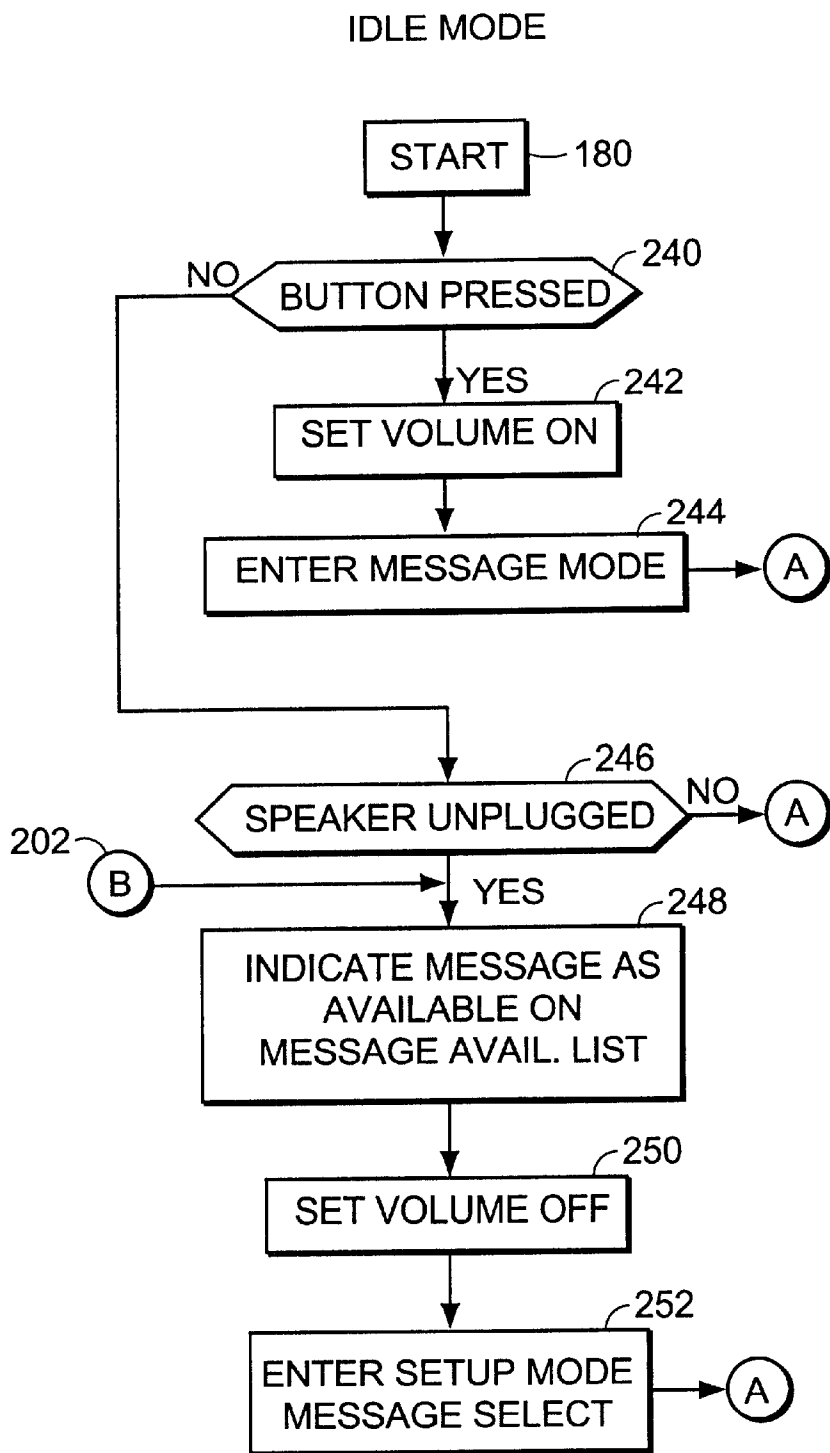 IDLE MODE
START
180
NO
BUTTON PRESSED
240
YES
242
SET VOLUME ON
244
ENTER MESSAGE MODE
A
246
SPEAKER UNPLUGGED
NO
A
202
B
YES
248
INDICATE MESSAGE AS
AVAILABLE ON
MESSAGE AVAIL. LIST
250
SET VOLUME OFF
252
ENTER SETUP MODE
MESSAGE SELECT
A